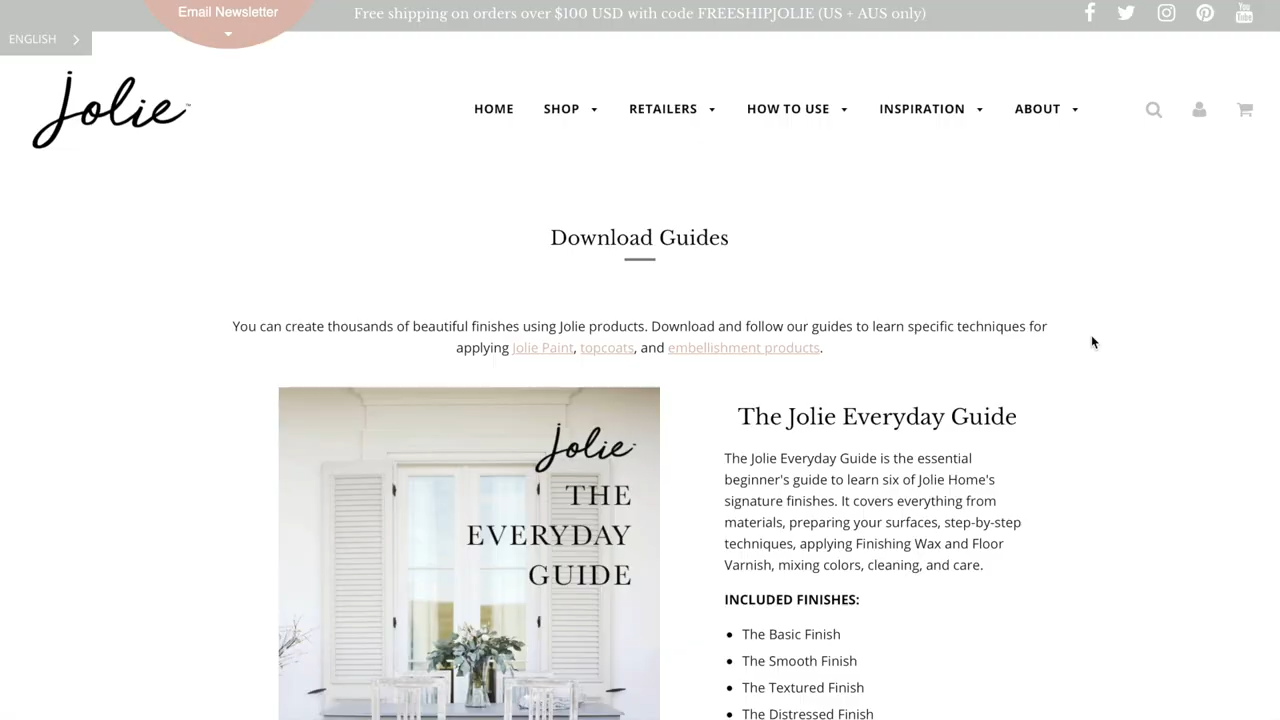 Email Newsletter
Free shipping on orders over $100 USD with code FREESHIPJOLIE (US + AUS only)
You Tube
ENGLISH
Jolie™
HOME SHOP RETAILERS HOW TO USE INSPIRATION ABOUT
Download Guides
You can create thousands of beautiful finishes using Jolie products. Download and follow our guides to learn specific techniques for
applying Jolie Paint, topcoats, and embellishment products.
Jolie
THE
EVERYDAY
GUIDE
The Jolie Everyday Guide
The Jolie Everyday Guide is the essential
beginner's guide to learn six of Jolie Home's
signature finishes. It covers everything from
materials, preparing your surfaces, step-by-step
techniques, applying Finishing Wax and Floor
Varnish, mixing colors, cleaning, and care.
INCLUDED FINISHES:
• The Basic Finish
• The Smooth Finish
• The Textured Finish
• The Distressed Finish